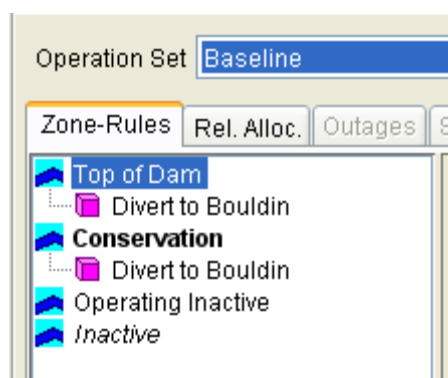 Operation Set Baseline
Zone-Rules Rel. Alloc. Outages
Top of Dam
Divert to Bouldin
Conservation
Divert to Bouldin
Operating Inactive
Inactive